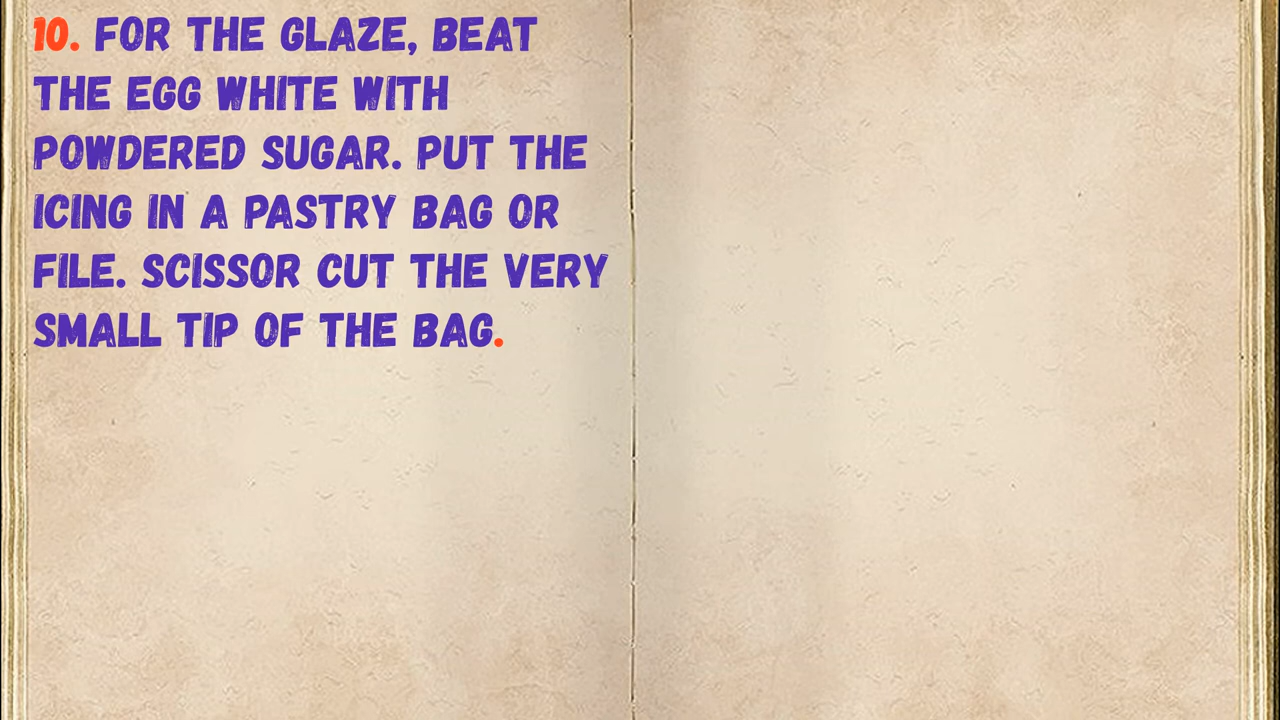 10. FOR THE GLAZE, BEAT
THE EGG WHITE WITH
POWDERED SUGAR. PUT THE
ICING IN A PASTRY BAG OR
FILE. SCISSOR CUT THE VERY
SMALL TIP OF THE BAG.